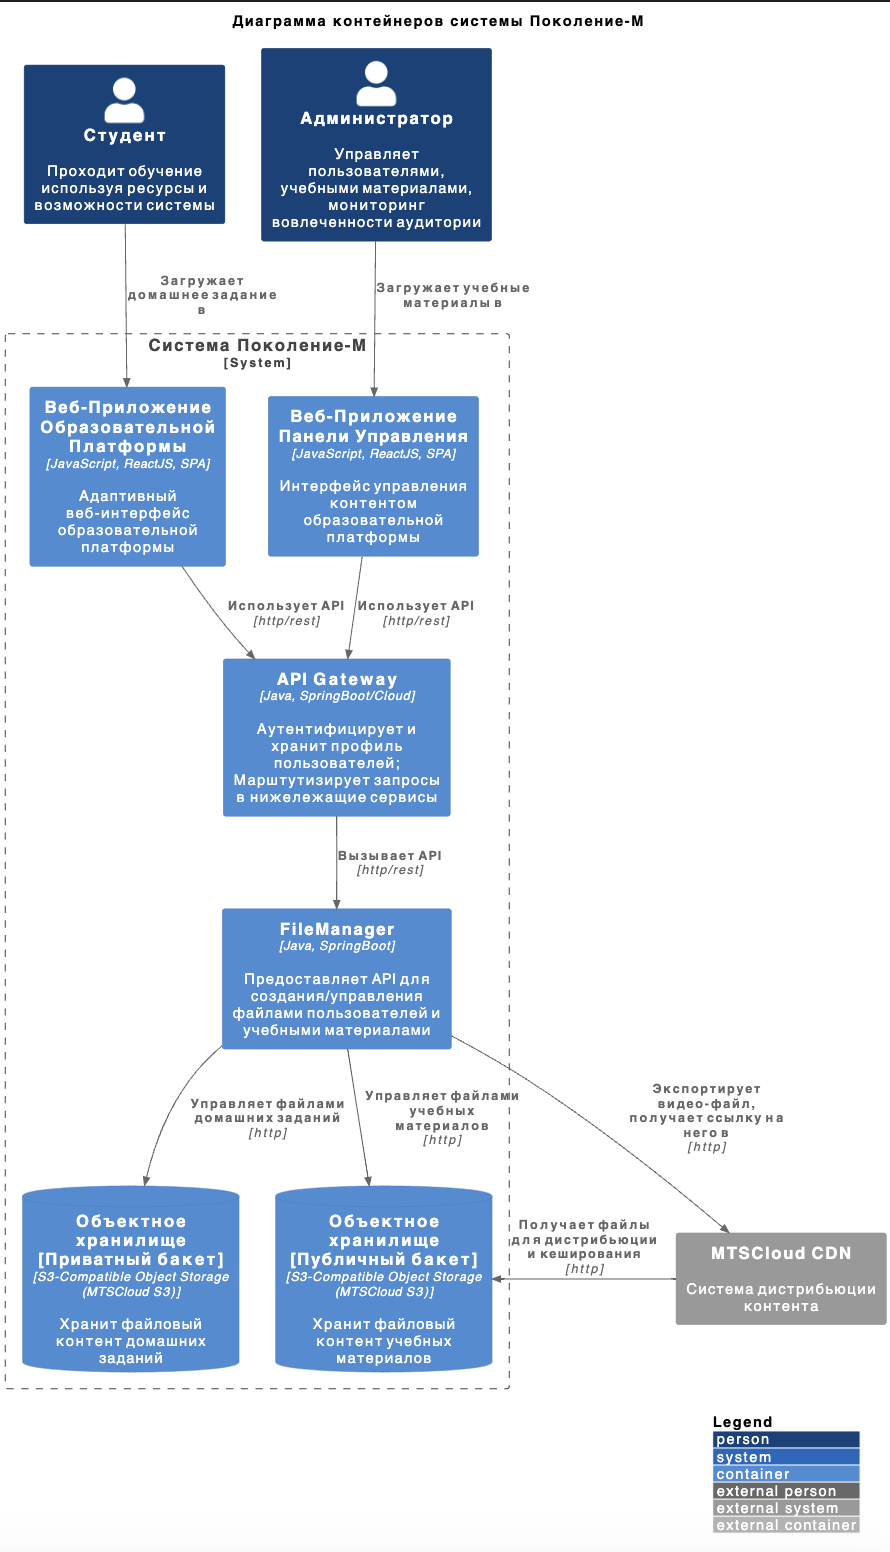 Диаграмма контейнеров системы Поколение-М
Студент
Проходит обучение
используя ресурсы и
возможности системы
Администратор
Управляет
пользователями,
учебными материалами,
мониторинг
вовлеченности аудитории
Загружает
домашнее задание
в
Загружает учебные
материалы в
Система Поколение-М
[System]
Веб-Приложение
Образовательной
Платформы
[JavaScript, ReactJS, SPA]
Адаптивный
веб-интерфейс
образовательной
платформы
Веб-Приложение
Панели Управления
[JavaScript, ReactJS, SPA]
Интерфейс управления
контентом
образовательной
платформы
Использует API
[http/rest]
Использует API
[http/rest]
API Gateway
[Java, SpringBoot/Cloud]
Аутентифицирует и
хранит профиль
пользователей;
Марштутизирует запросы
в нижележащие сервисы
Вызывает API
[http/rest]
FileManager
[Java, SpringBoot]
Предоставляет API для
создания/управления
файлами пользователей и
учебными материалами
Управляет файлами
домашних заданий
[http]
Управляет файлами
учебных
материалов
[http]
Экспортирует
видео-файл,
получает ссылку на
него в
[http]
Объектное
хранилище
[Приватный бакет]
[S3-Compatible Object Storage
(MTSCloud S3)]
Хранит файловый
контент домашних
заданий
Объектное
хранилище
[Публичный бакет]
[S3-Compatible Object Storage
(MTSCloud S3)]
Хранит файловый
контент учебных
материалов
Получает файлы
для дистрибьюции
и кеширования
[http]
MTSCloud CDN
Система дистрибьюции
контента
Legend
person
system
container
external person
external system
external container